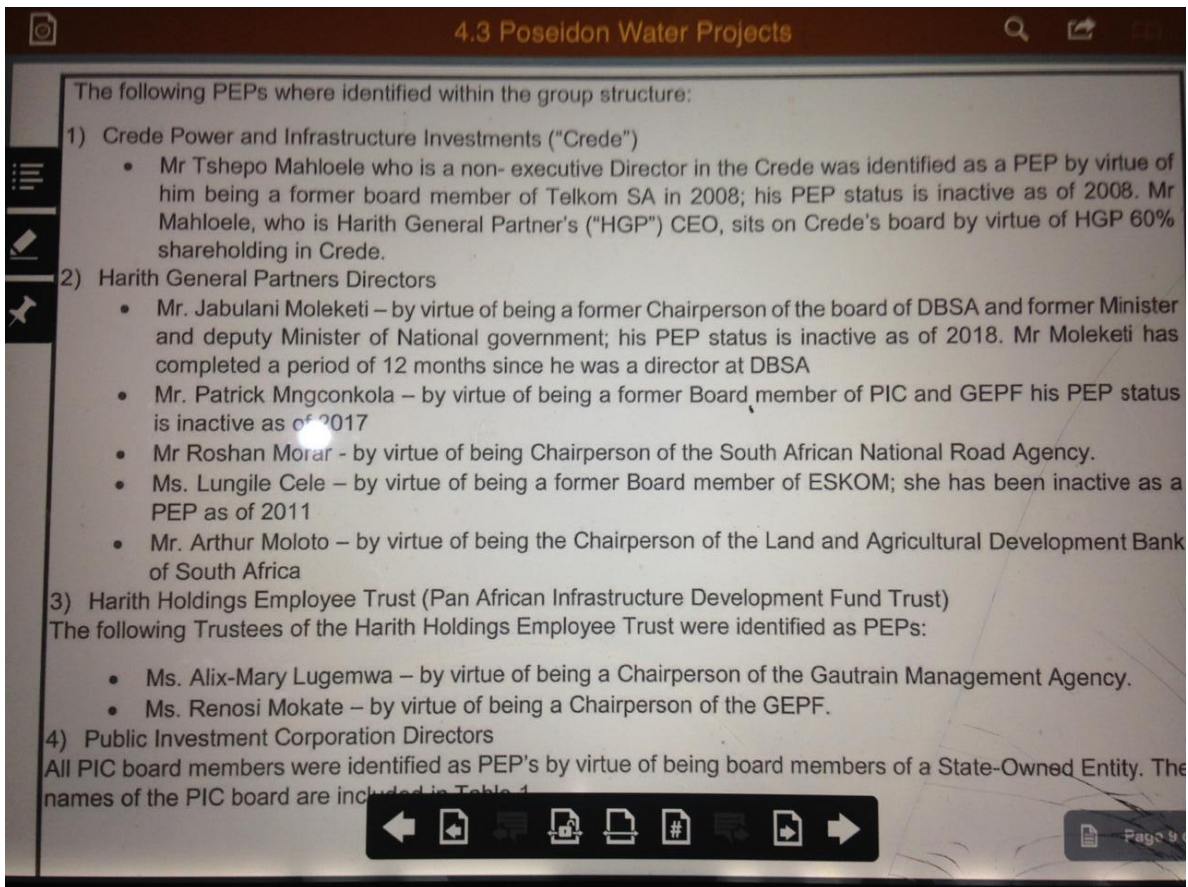 4.3 Poseidon Water Projects
The following PEPs where identified within the group structure:
1) Crede Power and Infrastructure Investments ("Crede")
• Mr Tshepo Mahloele who is a non- executive Director in the Crede was identified as a PEP by virtue of
him being a former board member of Telkom SA in 2008; his PEP status is inactive as of 2008. Mr
Mahloele, who is Harith General Partner's ("HGP") CEO, sits on Crede's board by virtue of HGP 60%
shareholding in Crede.
2) Harith General Partners Directors
• Mr. Jabulani Moleketi – by virtue of being a former Chairperson of the board of DBSA and former Minister
and deputy Minister of National government; his PEP status is inactive as of 2018. Mr Moleketi has
completed a period of 12 months since he was a director at DBSA
• Mr. Patrick Mngconkola – by virtue of being a former Board member of PIC and GEPF his PEP status
is inactive as of 2017
• Mr Roshan Morar - by virtue of being Chairperson of the South African National Road Agency.
• Ms. Lungile Cele – by virtue of being a former Board member of ESKOM; she has been inactive as a
PEP as of 2011
• Mr. Arthur Moloto – by virtue of being the Chairperson of the Land and Agricultural Development Bank
of South Africa
3) Harith Holdings Employee Trust (Pan African Infrastructure Development Fund Trust)
The following Trustees of the Harith Holdings Employee Trust were identified as PEPs:
• Ms. Alix-Mary Lugemwa – by virtue of being a Chairperson of the Gautrain Management Agency.
• Ms. Renosi Mokate – by virtue of being a Chairperson of the GEPF.
4) Public Investment Corporation Directors
All PIC board members were identified as PEP's by virtue of being board members of a State-Owned Entity. The
names of the PIC board are included in Table 1
#
Page 9